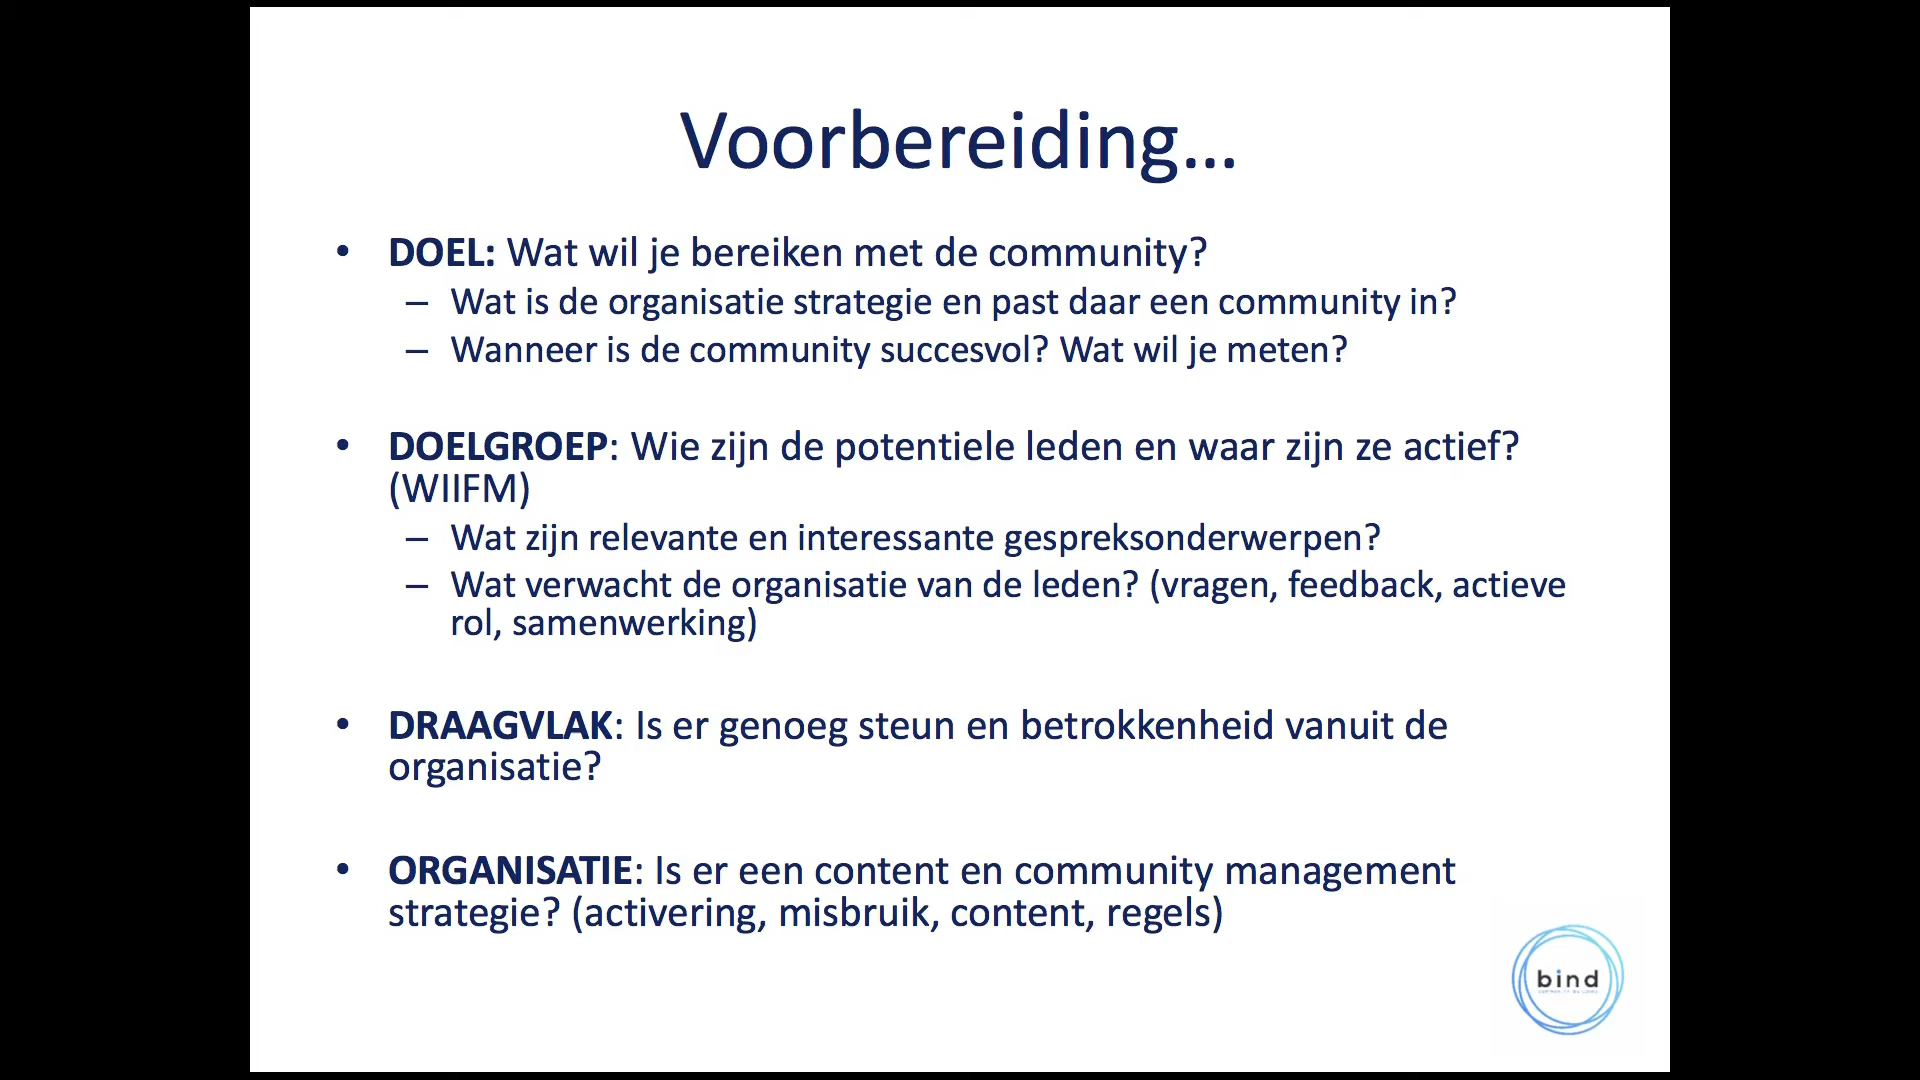 Voorbereiding...
• DOEL: Wat wil je bereiken met de community?
– Wat is de organisatie strategie en past daar een community in?
– Wanneer is de community succesvol? Wat wil je meten?
• DOELGROEP: Wie zijn de potentiele leden en waar zijn ze actief?
(WIIFM)
– Wat zijn relevante en interessante gespreksonderwerpen?
– Wat verwacht de organisatie van de leden? (vragen, feedback, actieve
rol, samenwerking)
• DRAAGVLAK: Is er genoeg steun en betrokkenheid vanuit de
organisatie?
• ORGANISATIE: Is er een content en community management
strategie? (activering, misbruik, content, regels)
bind